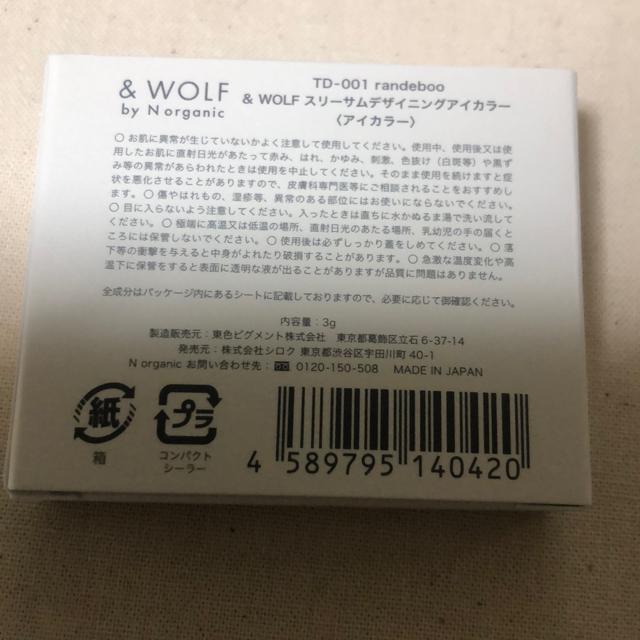 & WOLF
by N organic
TD-001 randeboo
& WOLF スリーサムデザイニングアイカラー
〈アイカラー〉
○ お肌に異常が生じていないかよく注意して使用してください。使用中、使用後又は使
用したお肌に直射日光があたって赤み、はれ、かゆみ、刺激、色抜け(白斑等)や黒ず
み等の異常があらわれたときは使用を中止してください。そのまま使用を続けますと症
状を悪化させることがありますので、皮膚科専門医等にご相談されることをおすすめし
ます。 ○ 傷やはれもの、湿疹等、異常のある部位にはお使いにならないでください。
○ 目に入らないよう注意してください。入ったときは直ちに水かぬるま湯で洗い流して
ください。 ○ 極端に高温又は低温の場所、直射日光のあたる場所、乳幼児の手の届くと
ころには保管しないでください。 ○ 使用後は必ずしっかり蓋をしめてください。 ○ 落
下等の衝撃を与えると中身がよれたり破損することがあります。 ○ 急激な温度変化や高
温下に保管をすると表面に透明な液が出ることがありますが品質に問題はありません。
全成分はパッケージ内にあるシートに記載しておりますので、必要に応じて御確認ください。
内容量:3g
製造販売元:東色ピグメント株式会社 東京都葛飾区立石 6-37-14
発売元:株式会社シロク 東京都渋谷区宇田川町 40-1
N organic お問い合わせ先: 0120-150-508 MADE IN JAPAN
紙
箱
プラ
コンパクト
シーラー
4 589795 140420